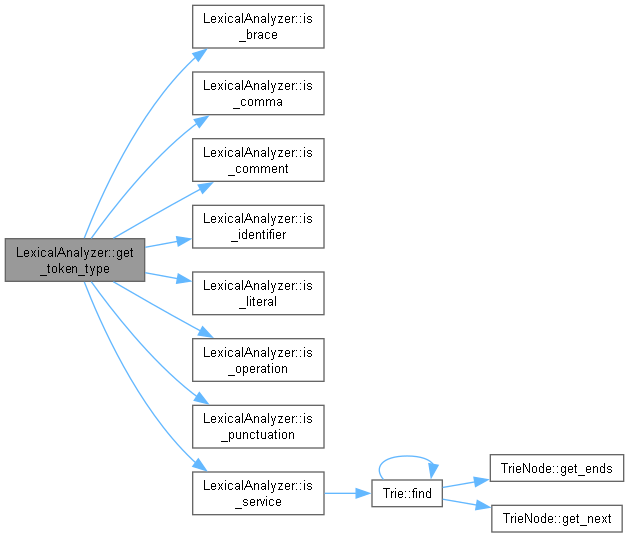 LexicalAnalyzer::get
_token_type
LexicalAnalyzer::is
_brace
LexicalAnalyzer::is
_comma
LexicalAnalyzer::is
_comment
LexicalAnalyzer::is
_identifier
LexicalAnalyzer::is
_literal
LexicalAnalyzer::is
_operation
LexicalAnalyzer::is
_punctuation
LexicalAnalyzer::is
_service
Trie::find
TrieNode::get_ends
TrieNode::get_next